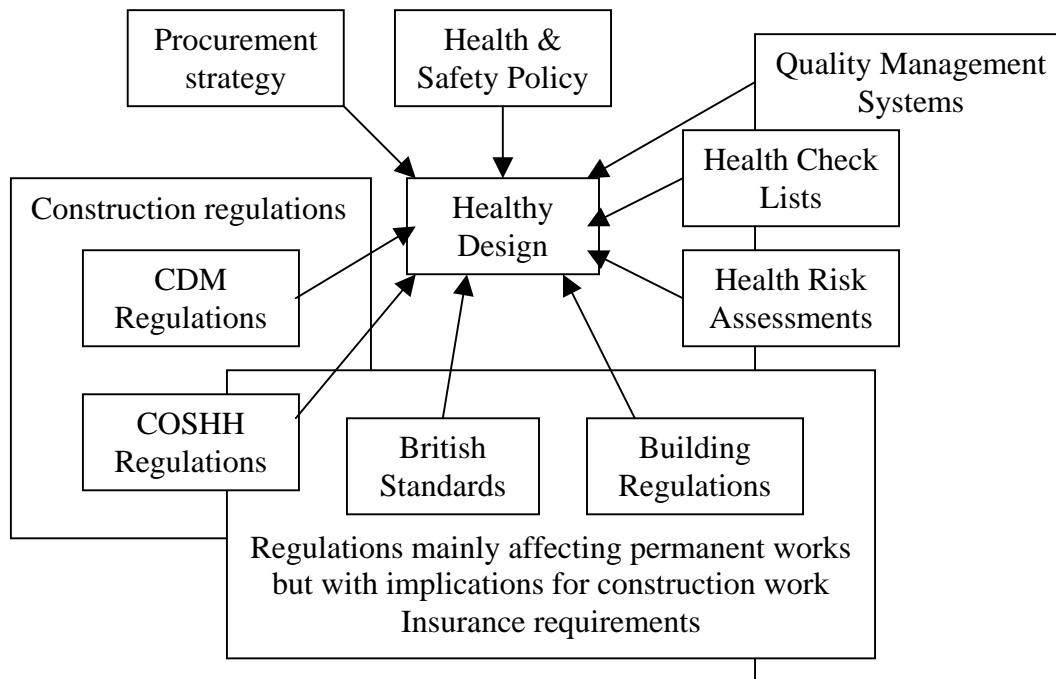 Procurement
strategy
Health &
Safety Policy
Quality Management
Systems
Health Check
Lists
Construction regulations
Healthy
Design
CDM
Regulations
Health Risk
Assessments
COSHH
Regulations
British
Standards
Building
Regulations
Regulations mainly affecting permanent works
but with implications for construction work
Insurance requirements